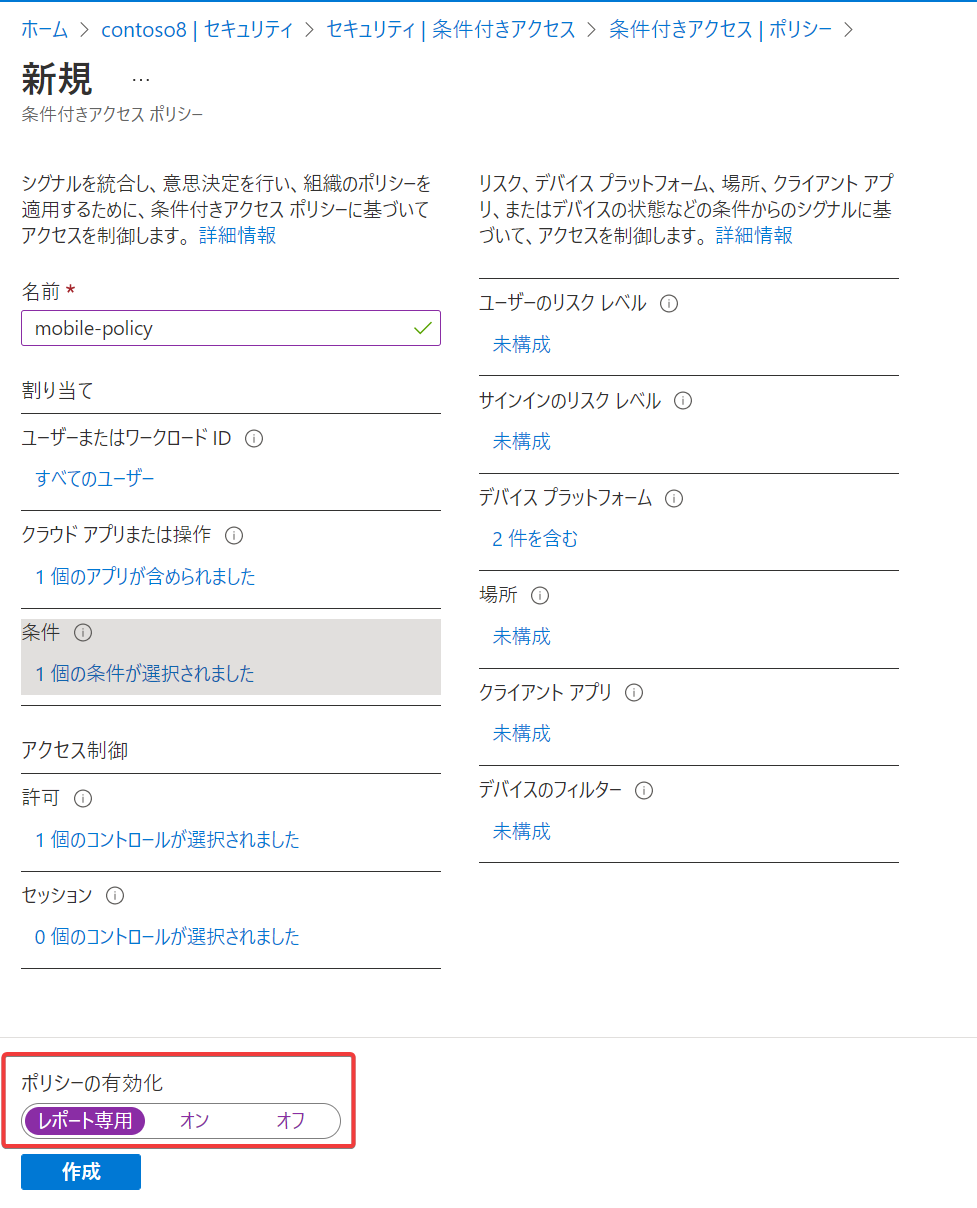 ホーム > contoso8 | セキュリティ > セキュリティ | 条件付きアクセス > 条件付きアクセス | ポリシー >
新規 …
条件付きアクセス ポリシー
シグナルを統合し、意思決定を行い、組織のポリシーを
適用するために、条件付きアクセス ポリシーに基づいて
アクセスを制御します。 詳細情報
名前 *
mobile-policy
割り当て
ユーザーまたはワークロード ID
すべてのユーザー
クラウド アプリまたは操作
1 個のアプリが含められました
条件
1 個の条件が選択されました
アクセス制御
許可
1 個のコントロールが選択されました
セッション
0 個のコントロールが選択されました
リスク、デバイス プラットフォーム、場所、クライアント アプ
リ、またはデバイスの状態などの条件からのシグナルに基
づいて、アクセスを制御します。 詳細情報
ユーザーのリスク レベル
未構成
サインインのリスク レベル
未構成
デバイス プラットフォーム
2 件を含む
場所
未構成
クライアント アプリ
未構成
デバイスのフィルター
未構成
ポリシーの有効化
レポート専用 オン オフ
作成